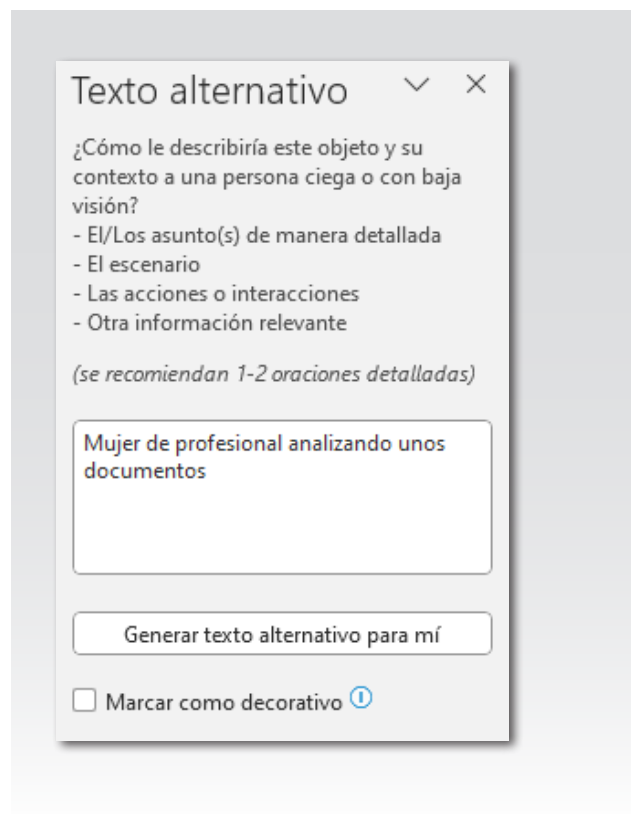 Texto alternativo
¿Cómo le describiría este objeto y su
contexto a una persona ciega o con baja
visión?
- El/Los asunto(s) de manera detallada
- El escenario
- Las acciones o interacciones
- Otra información relevante
(se recomiendan 1-2 oraciones detalladas)
Mujer de profesional analizando unos
documentos
Generar texto alternativo para mí
Marcar como decorativo